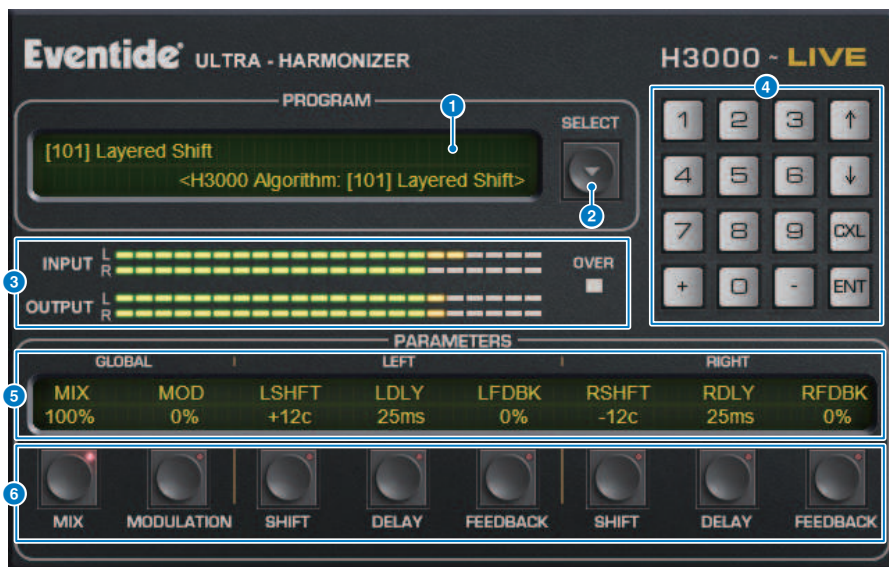 Eventide® ULTRA - HARMONIZER
H3000 ~ LIVE
PROGRAM
1
SELECT
[101] Layered Shift
<H3000 Algorithm: [101] Layered Shift>
2
4
1 2 3 ↑
4 5 6 ↓
7 8 9 CXL
+ 0 - ENT
3
INPUT L
R
OVER
OUTPUT L
R
PARAMETERS
GLOBAL LEFT RIGHT
5
MIX MOD LSHFT LDLY LFDBK RSHFT RDLY RFDBK
100% 0% +12c 25ms 0% -12c 25ms 0%
6
MIX MODULATION SHIFT DELAY FEEDBACK SHIFT DELAY FEEDBACK